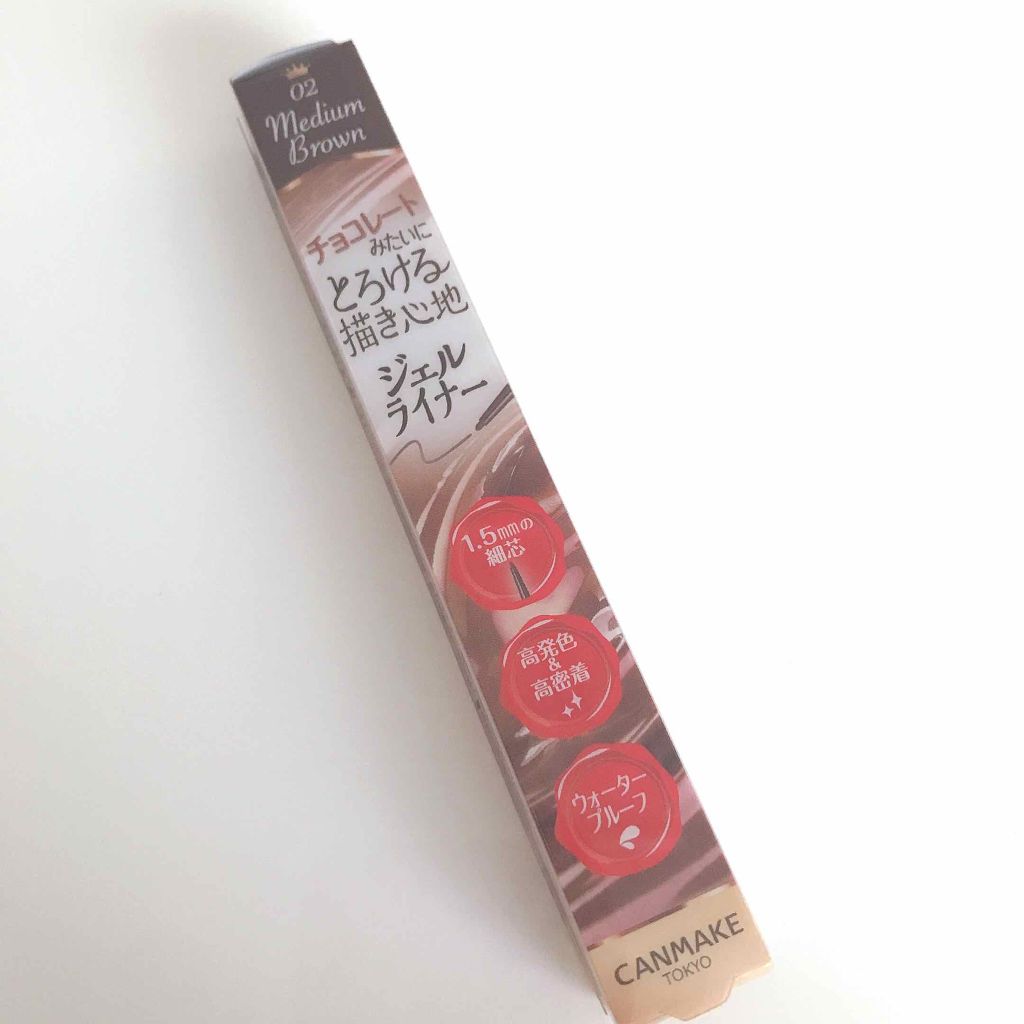 02
Medium
Brown
チョコレート
みたいに
とろける
描き心地
ジェル
ライナー
1.5mmの
細芯
高発色
&
高密着
ウォーター
プルーフ
CANMAKE
TOKYO